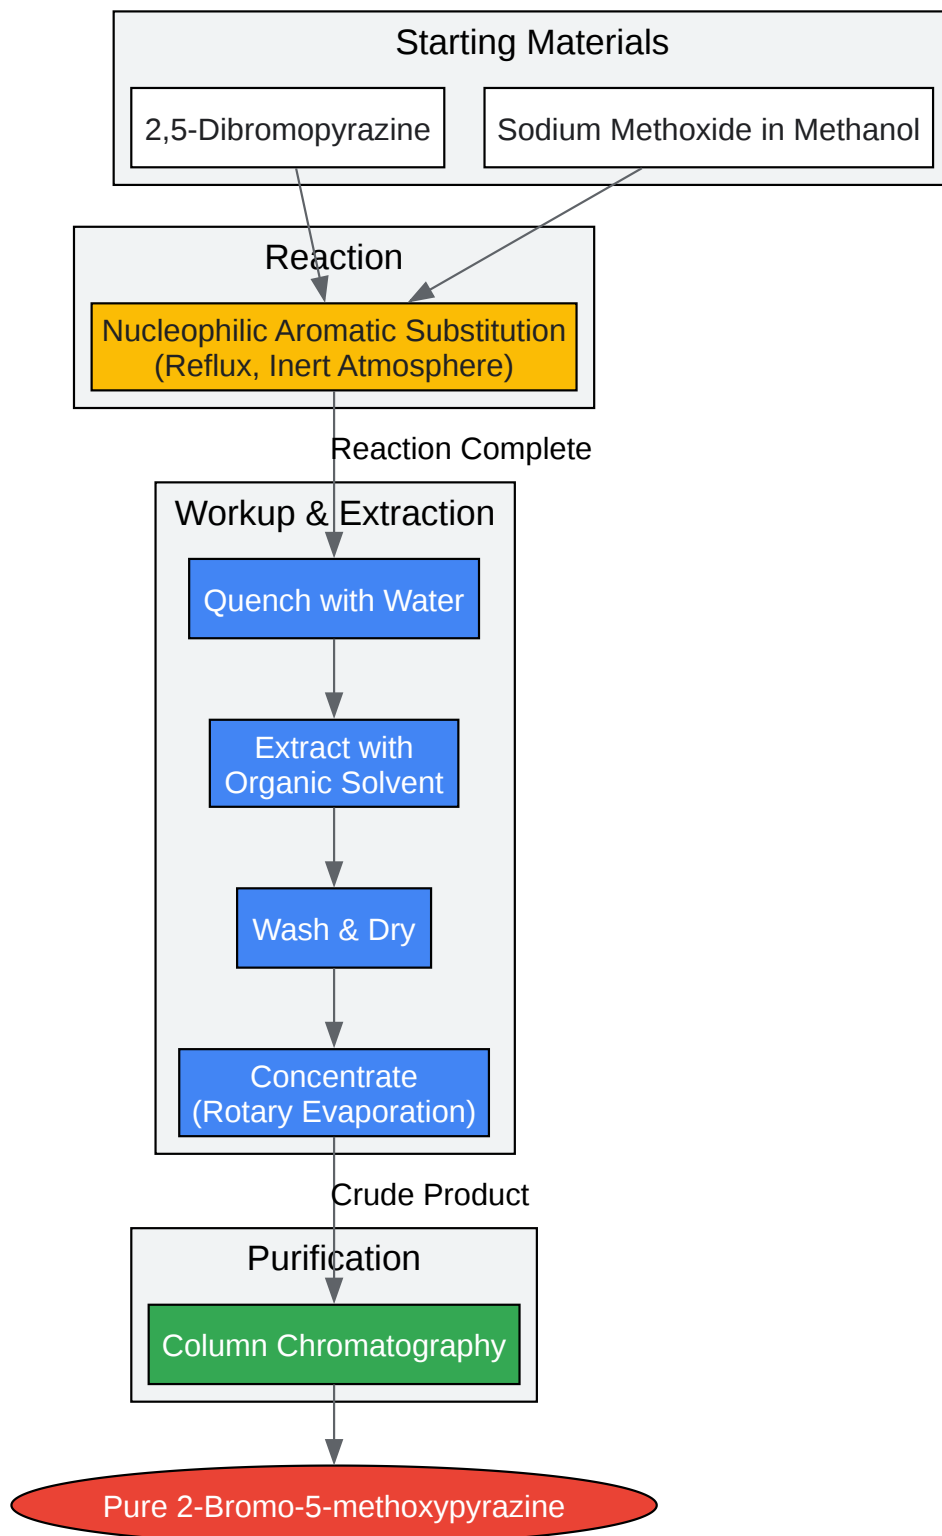 Starting Materials
2,5-Dibromopyrazine
Sodium Methoxide in Methanol
Reaction
Nucleophilic Aromatic Substitution
(Reflux, Inert Atmosphere)
Reaction Complete
Workup & Extraction
Quench with Water
Extract with
Organic Solvent
Wash & Dry
Concentrate
(Rotary Evaporation)
Crude Product
Purification
Column Chromatography
Pure 2-Bromo-5-methoxypyrazine